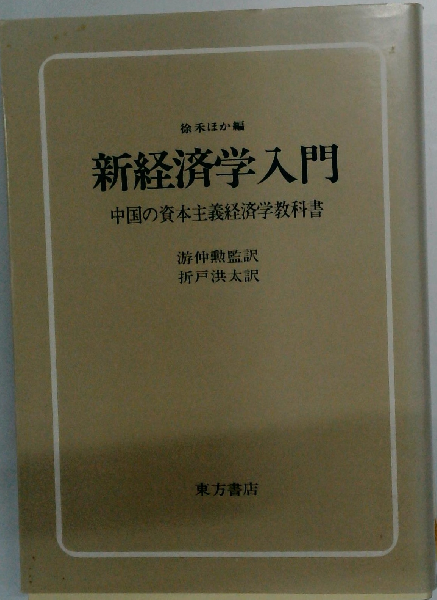 徐禾ほか編
新経済学入門
中国の資本主義経済学教科書
游仲勲監訳
折戸洪太訳
東方書店